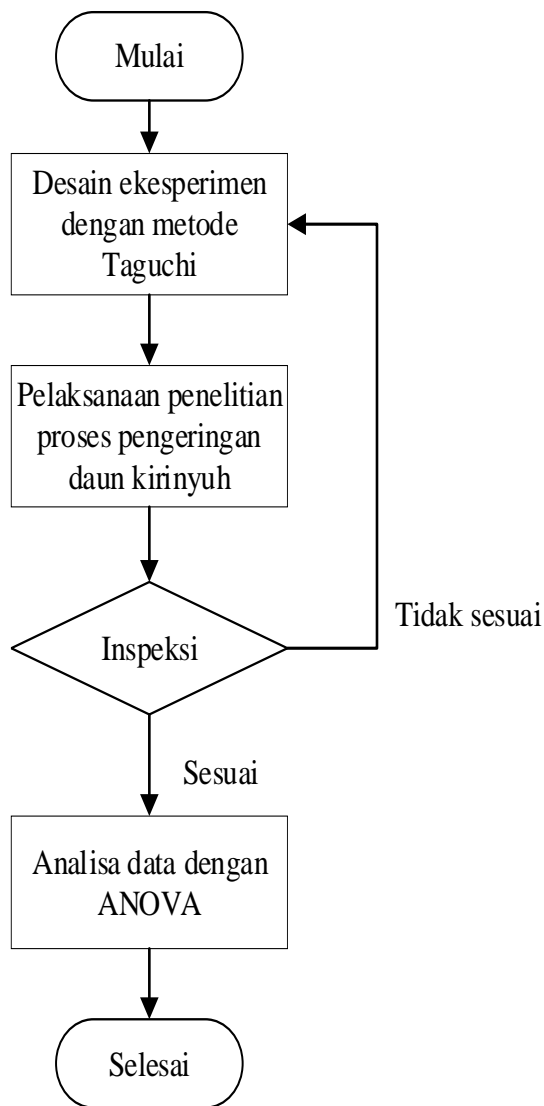 Mulai
Desain ekesperimen
dengan metode
Taguchi
Pelaksanaan penelitian
proses pengeringan
daun kirinyuh
Inspeksi
Tidak sesuai
Sesuai
Analisa data dengan
ANOVA
Selesai